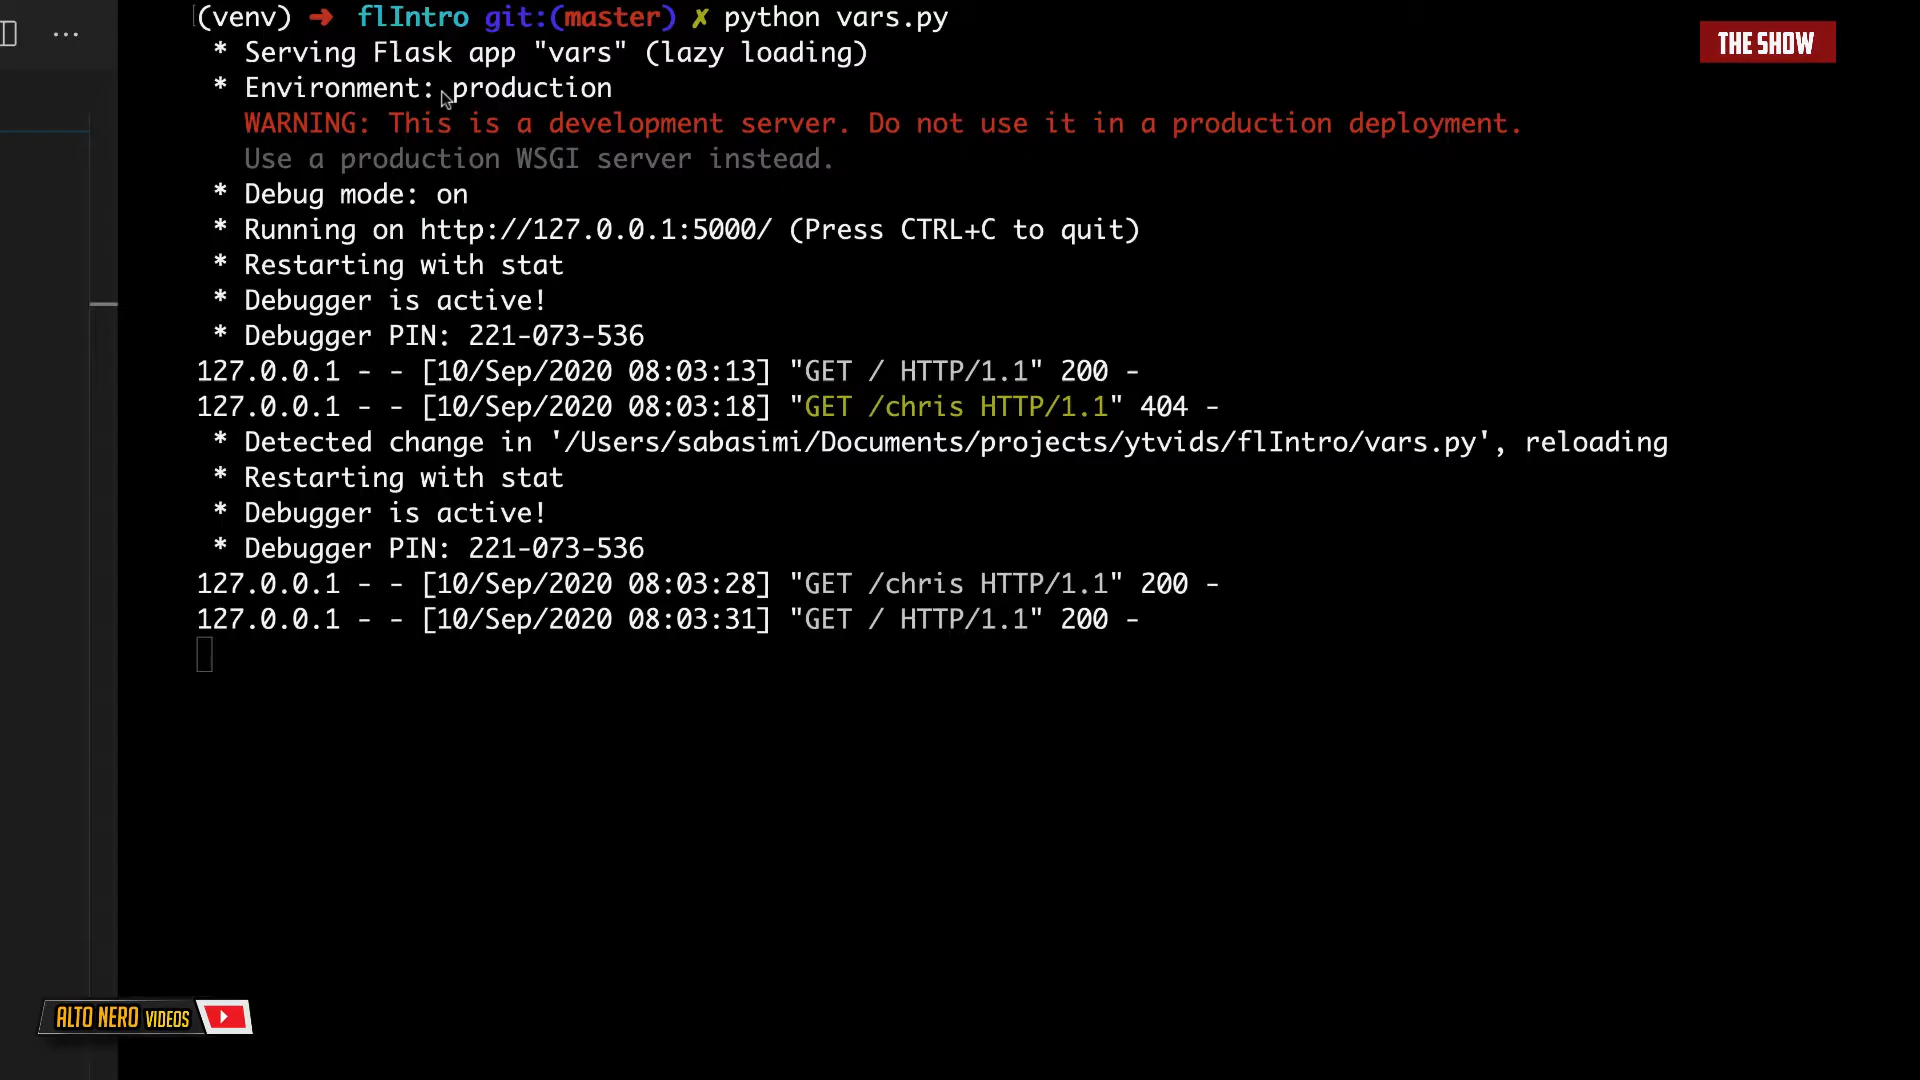 (venv) ➜ flIntro git:(master) ✗ python vars.py
THE SHOW
* Serving Flask app "vars" (lazy loading)
* Environment: production
WARNING: This is a development server. Do not use it in a production deployment.
Use a production WSGI server instead.
* Debug mode: on
* Running on http://127.0.0.1:5000/ (Press CTRL+C to quit)
* Restarting with stat
* Debugger is active!
* Debugger PIN: 221-073-536
127.0.0.1 - - [10/Sep/2020 08:03:13] "GET / HTTP/1.1" 200 -
127.0.0.1 - - [10/Sep/2020 08:03:18] "GET /chris HTTP/1.1" 404 -
* Detected change in '/Users/sabasimi/Documents/projects/ytvids/flIntro/vars.py', reloading
* Restarting with stat
* Debugger is active!
* Debugger PIN: 221-073-536
127.0.0.1 - - [10/Sep/2020 08:03:28] "GET /chris HTTP/1.1" 200 -
127.0.0.1 - - [10/Sep/2020 08:03:31] "GET / HTTP/1.1" 200 -
ALTO NERO VIDEOS